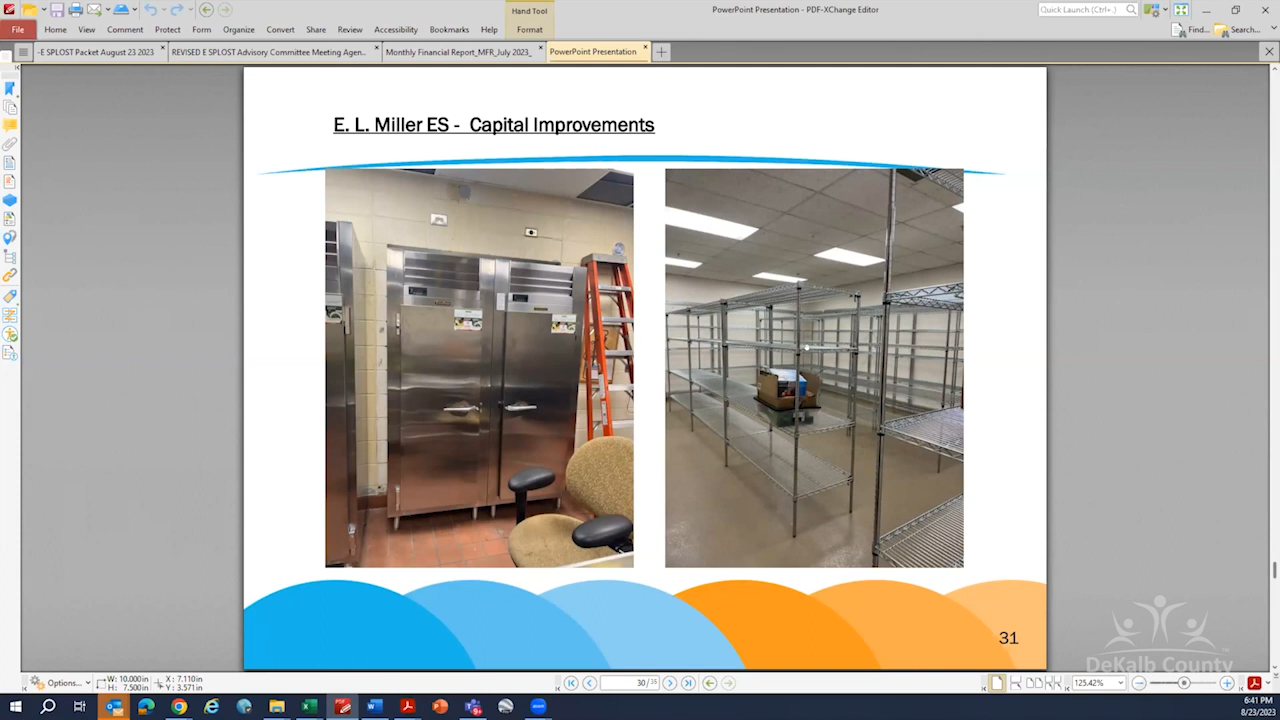 Hand Tool
PowerPoint Presentation - PDF-XChange Editor
Quick Launch (Ctrl+.)
File
Home
View
Comment
Protect
Form
Organize
Convert
Share
Review
Accessibility
Bookmarks
Help
Format
Find...
Search...
-E SPLOST Packet August 23 2023
REVISED E SPLOST Advisory Committee Meeting Agen...
Monthly Financial Report_MFR_July 2023_
PowerPoint Presentation
E. L. Miller ES - Capital Improvements
31
DeKalb County
Options...
W: 10.000in
H: 7.500in
X: 7.110in
Y: 3.571in
125.42%
6:41 PM
8/23/2023